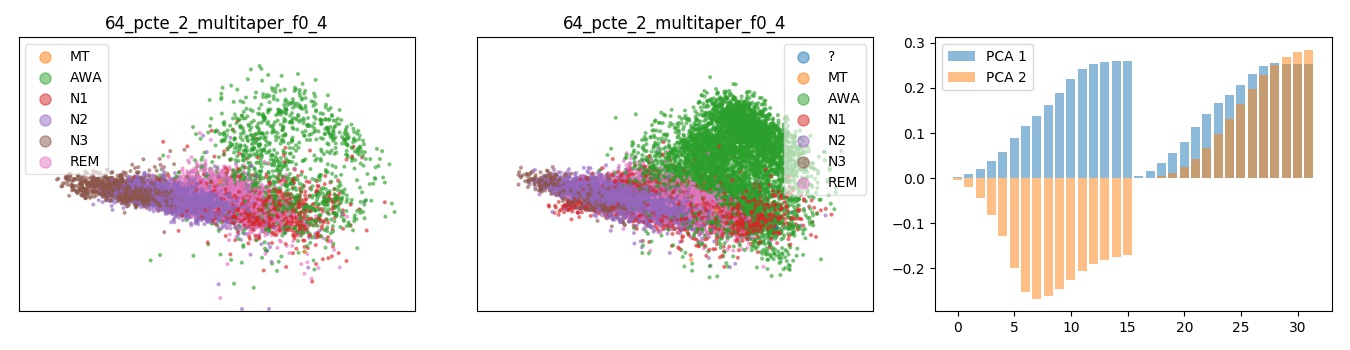 64_pcte_2_multitaper_f0_4
MT
AWA
N1
N2
N3
REM
64_pcte_2_multitaper_f0_4
?
MT
AWA
N1
N2
N3
REM
PCA 1
PCA 2
0.3
0.2
0.1
0.0
−0.1
−0.2
0 5 10 15 20 25 30